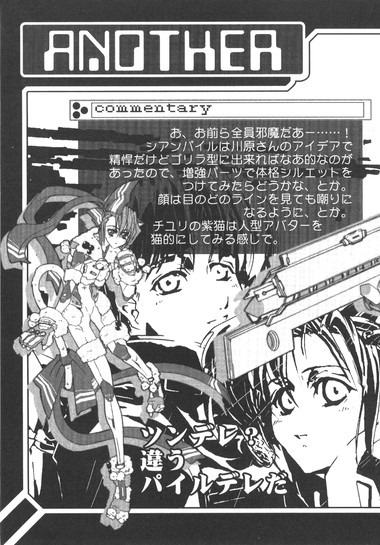 ANOTHER
commentary
お、お前ら全員邪魔だあー……!
シアンパイルは川原さんのアイデアで
精悍だけどゴリラ型に出来ればなあ的なのが
あったので、増強パーツで体格シルエットを
つけてみたらどうかな、とか。
顔は目のどのラインを見ても嘲りに
なるように、とか。
チユリの紫猫は人型アバターを
猫的にしてみる感じで。
ツンデレ?
違う
パイルデレだ